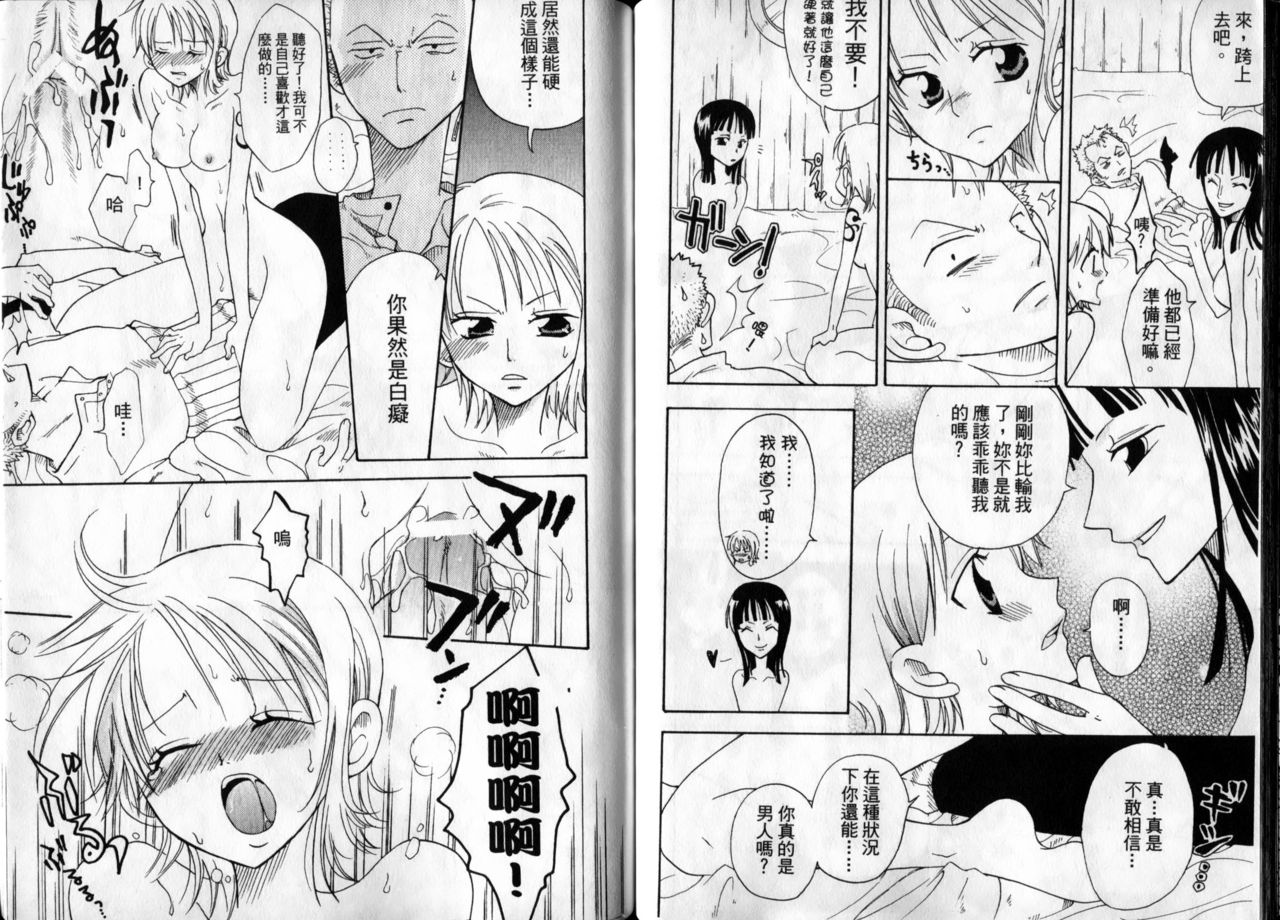 來，跨上
去吧。
咦？
他都已經
準備好嘛。
ちらっ…
我不要！
就讓他這麼自己
硬著就好了！
ガーン！
剛剛妳比輸我
了，妳不是就
應該乖乖聽我
的嗎？
啊……
我……
我知道了啦……
真…真是
不敢相信…
ギシ…
在這種狀況
下你還能……
你真的是
男人嗎？
居然還能硬
成這個樣子…
……
你果然是白癡
聽好了！我可不
是自己喜歡才這
麼做的……
！
哈
哇…
ヌ″
ブ″
嗚
啊啊啊啊！